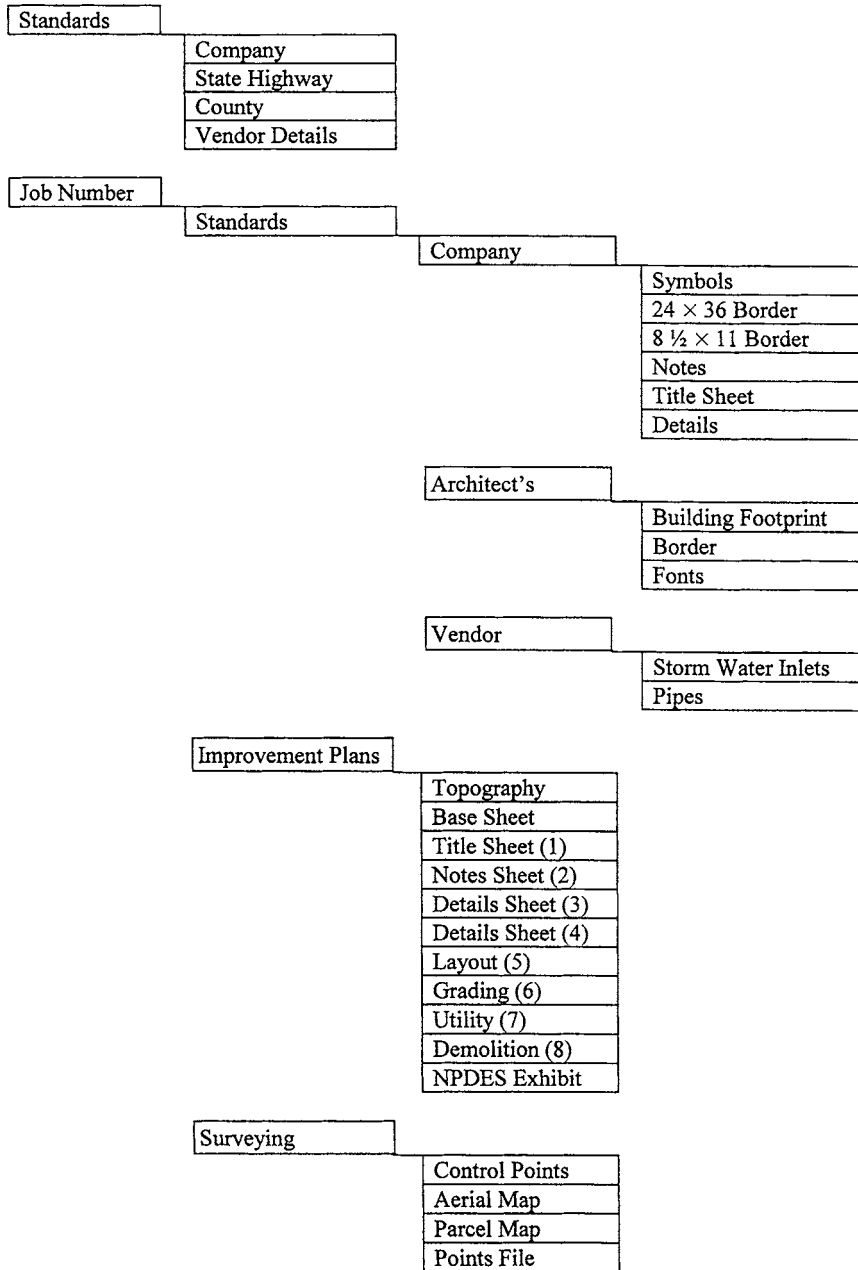 Standards
Company
State Highway
County
Vendor Details
Job Number
Standards
Company
Symbols
24 × 36 Border
8 ½ × 11 Border
Notes
Title Sheet
Details
Architect's
Building Footprint
Border
Fonts
Vendor
Storm Water Inlets
Pipes
Improvement Plans
Topography
Base Sheet
Title Sheet (1)
Notes Sheet (2)
Details Sheet (3)
Details Sheet (4)
Layout (5)
Grading (6)
Utility (7)
Demolition (8)
NPDES Exhibit
Surveying
Control Points
Aerial Map
Parcel Map
Points File